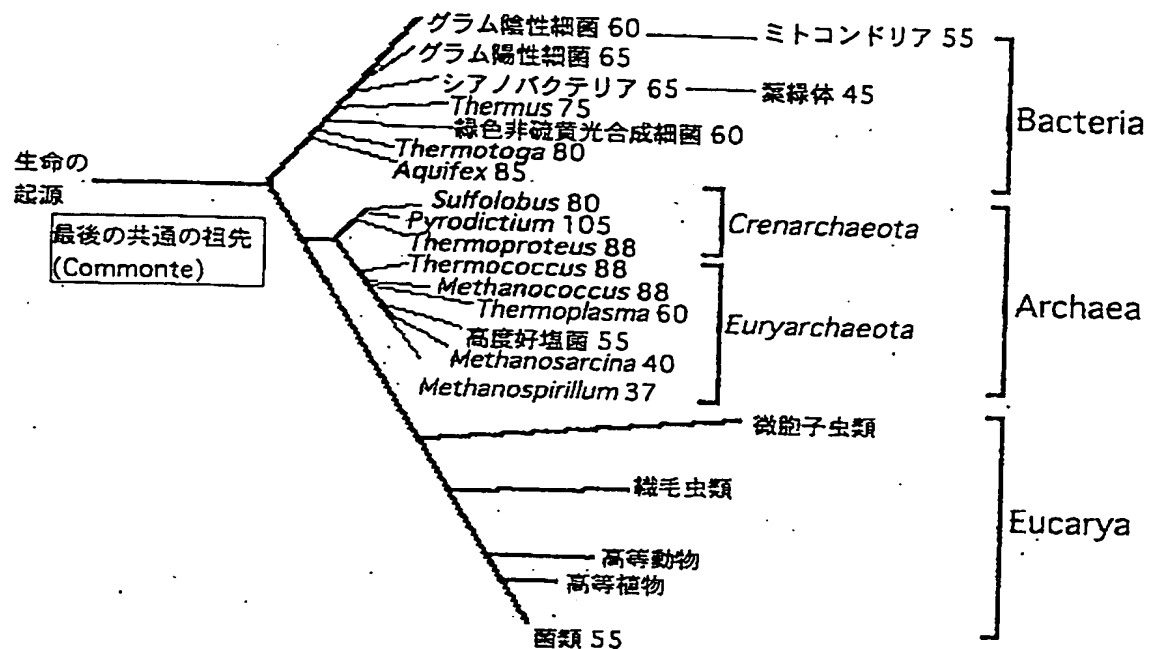 グラム陰性細菌 60
ミトコンドリア 55
グラム陽性細菌 65
シアノバクテリア 65
葉緑体 45
Thermus 75
緑色非硫黄光合成細菌 60
Thermotoga 80
Aquifex 85
Bacteria
生命の
起源
最後の共通の祖先
(Commonte)
Sulfolobus 80
Pyrodictium 105
Thermoproteus 88
Crenarchaeota
Thermococcus 88
Methanococcus 88
Thermoplasma 60
高度好塩菌 55
Methanosarcina 40
Methanospirillum 37
Euryarchaeota
Archaea
微胞子虫類
繊毛虫類
高等動物
高等植物
菌類 55
Eucarya